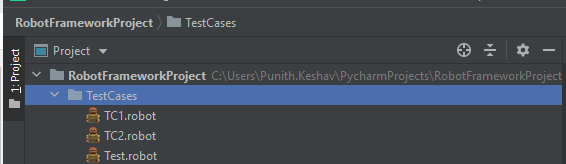 RobotFrameworkProject TestCases
1: Project
Project
RobotFrameworkProject C:\Users\Punith.Keshav\PycharmProjects\RobotFrameworkProject
TestCases
TC1.robot
TC2.robot
Test.robot